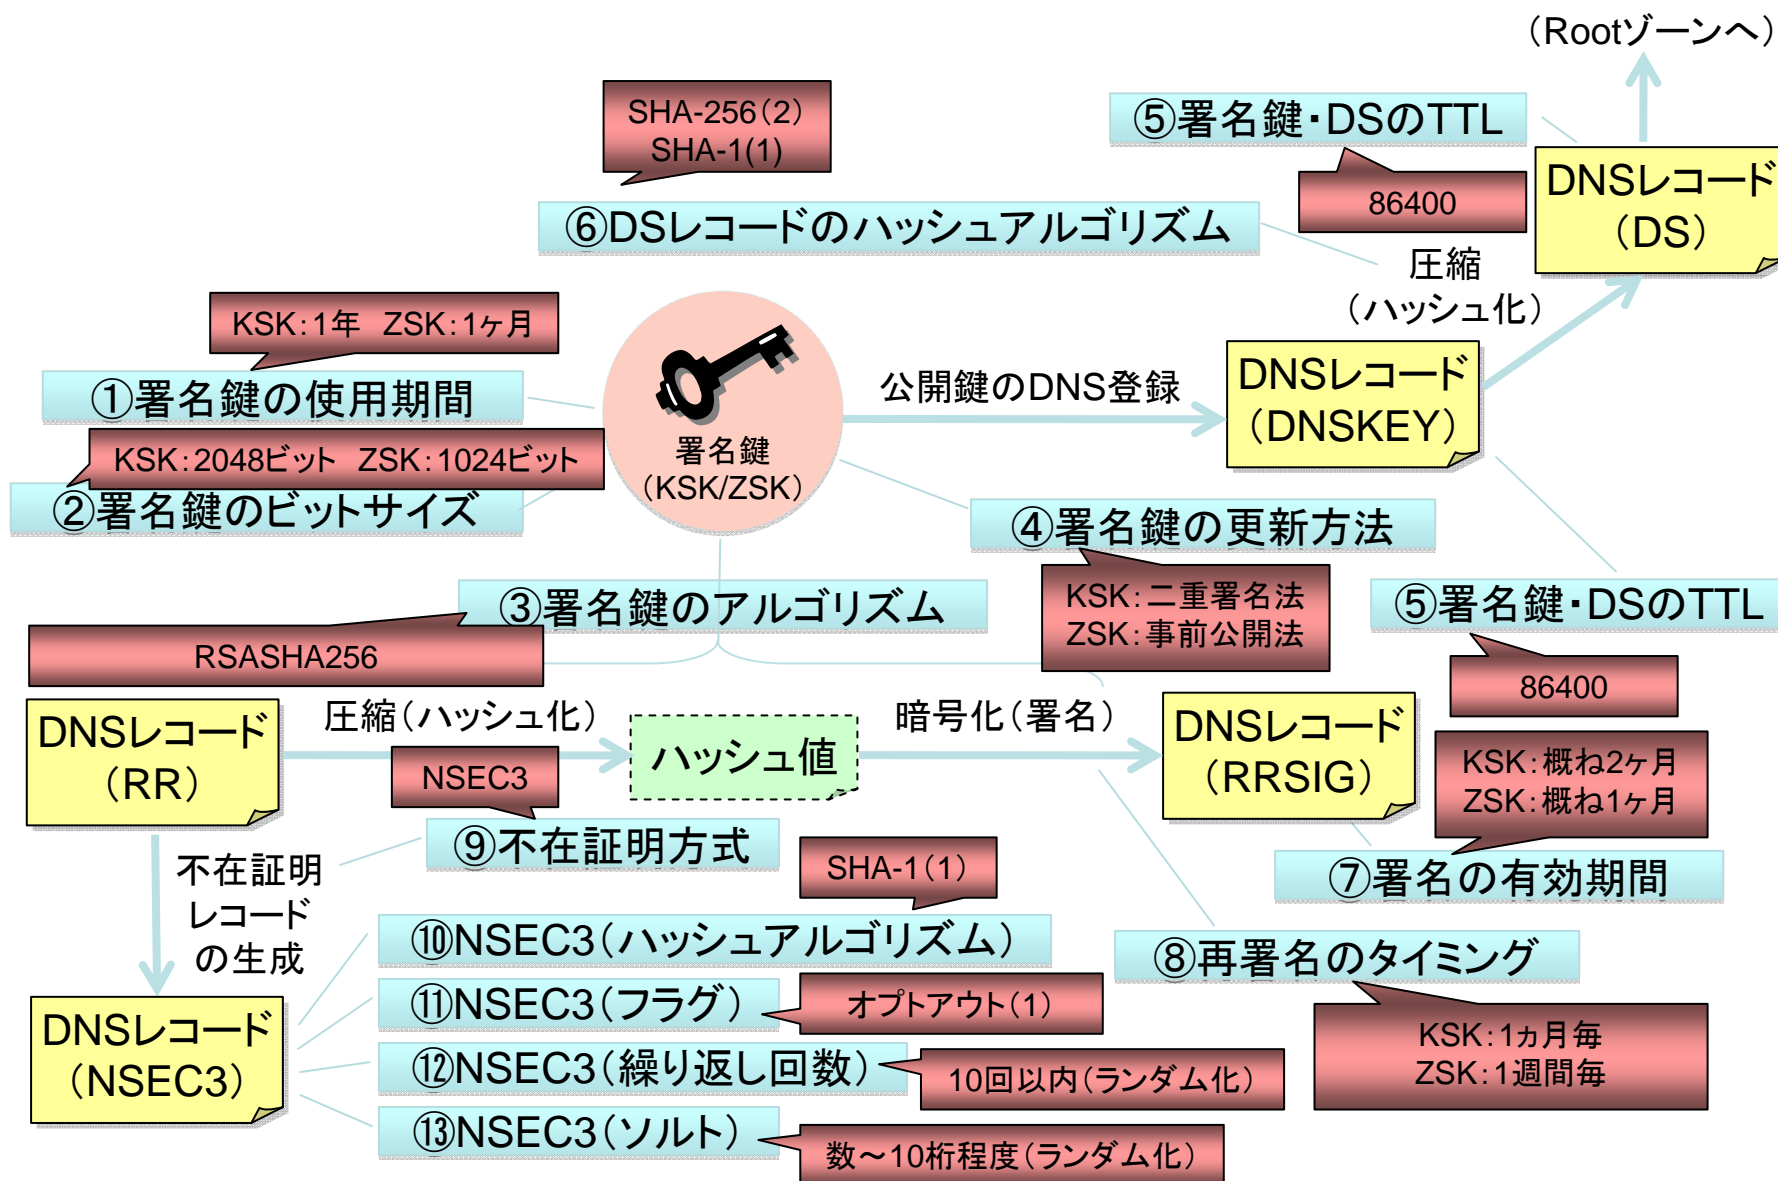 （Rootゾーンへ）
SHA-256（2）
SHA-1(1)
⑤署名鍵・DSのTTL
86400
DNSレコード
（DS）
⑥DSレコードのハッシュアルゴリズム
圧縮
（ハッシュ化）
KSK：1年　ZSK：1ヶ月
①署名鍵の使用期間
KSK：2048ビット　ZSK：1024ビット
②署名鍵のビットサイズ
署名鍵
（KSK/ZSK）
公開鍵のDNS登録
DNSレコード
（DNSKEY）
④署名鍵の更新方法
KSK：二重署名法
ZSK：事前公開法
③署名鍵のアルゴリズム
RSASHA256
⑤署名鍵・DSのTTL
86400
DNSレコード
（RR）
圧縮（ハッシュ化）
ハッシュ値
暗号化（署名）
DNSレコード
（RRSIG）
KSK：概ね2ヶ月
ZSK：概ね1ヶ月
⑦署名の有効期間
NSEC3
⑨不在証明方式
不在証明
レコード
の生成
SHA-1（1）
⑩NSEC3（ハッシュアルゴリズム）
⑧再署名のタイミング
KSK：1ヵ月毎
ZSK：1週間毎
DNSレコード
（NSEC3）
⑪NSEC3（フラグ）
オプトアウト（1）
⑫NSEC3（繰り返し回数）
10回以内（ランダム化）
⑬NSEC3（ソルト）
数～10桁程度（ランダム化）